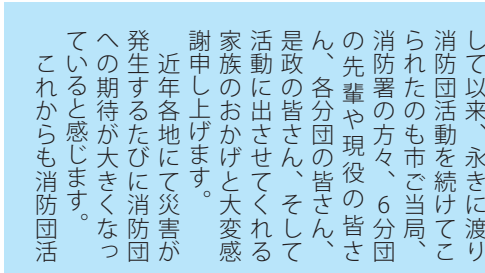 して以来、永きに渡り
消防団活動を続けてこ
られたのも市ご当局、
消防署の方々、6分団
の先輩や現役の皆さ
ん、各分団の皆さん、
是政の皆さん、そして
活動に出させてくれる
家族のおかげと大変感
謝申し上げます。
近年各地にて災害が
発生するたびに消防団
への期待が大きくなっ
ていると感じます。
これからも消防団活